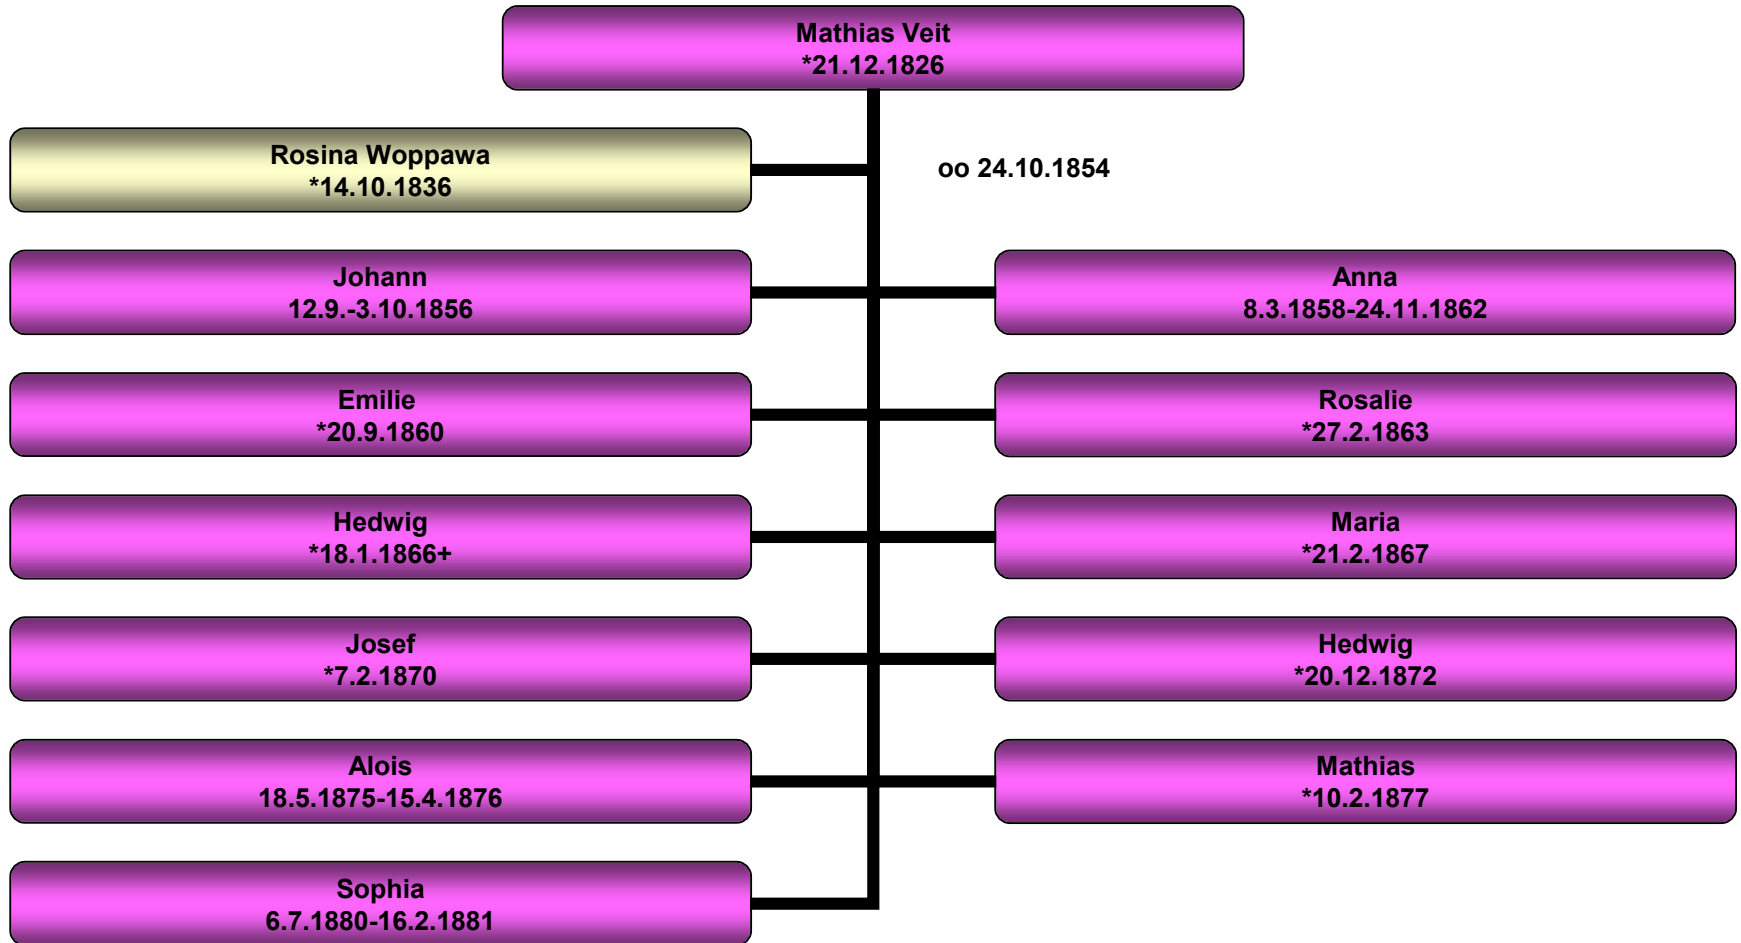 Mathias Veit
*21.12.1826
Rosina Woppawa
*14.10.1836
oo 24.10.1854
Johann
12.9.-3.10.1856
Anna
8.3.1858-24.11.1862
Emilie
*20.9.1860
Rosalie
*27.2.1863
Hedwig
*18.1.1866+
Maria
*21.2.1867
Josef
*7.2.1870
Hedwig
*20.12.1872
Alois
18.5.1875-15.4.1876
Mathias
*10.2.1877
Sophia
6.7.1880-16.2.1881